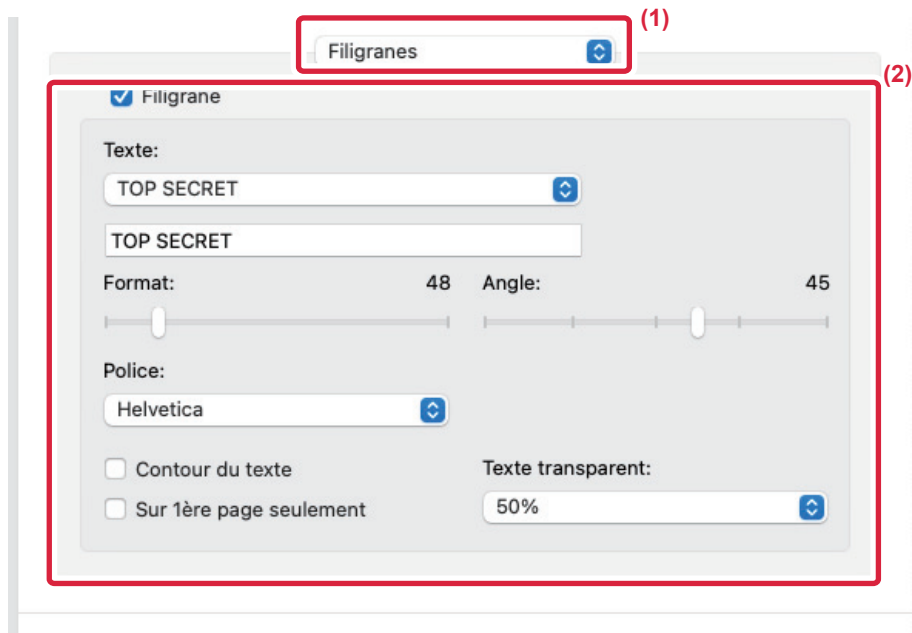 (1)
Filigranes
(2)
Filigrane
Texte:
TOP SECRET
TOP SECRET
Format: 48 Angle: 45
Police:
Helvetica
Contour du texte Texte transparent:
Sur 1ère page seulement 50%